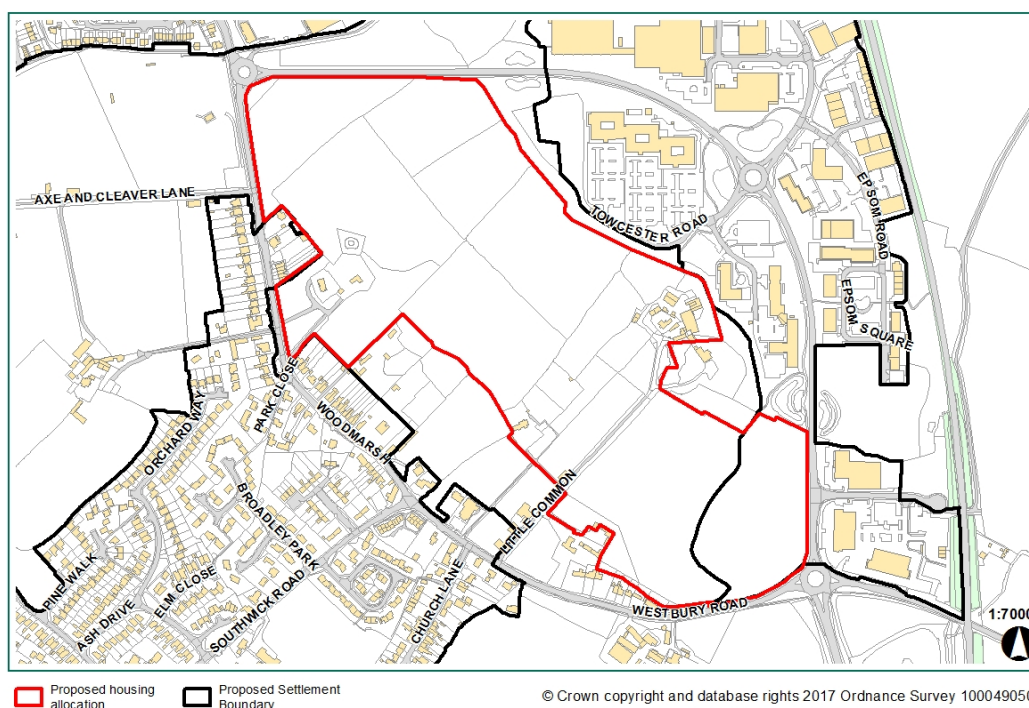 AXE AND CLEAVER LANE
TOWCESTER ROAD
EPSOM ROAD
EPSOM SQUARE
ORCHARD WAY
PARK CLOSE
WOODMARSH
BROADLEY PARK
LITTLE COMMON
PINE WALK
ASH DRIVE
ELM CLOSE
SOUTHWICK ROAD
CHURCH LANE
WESTBURY ROAD
1:7000
Proposed housing
allocation
Proposed Settlement
Boundary
© Crown copyright and database rights 2017 Ordnance Survey 100049050